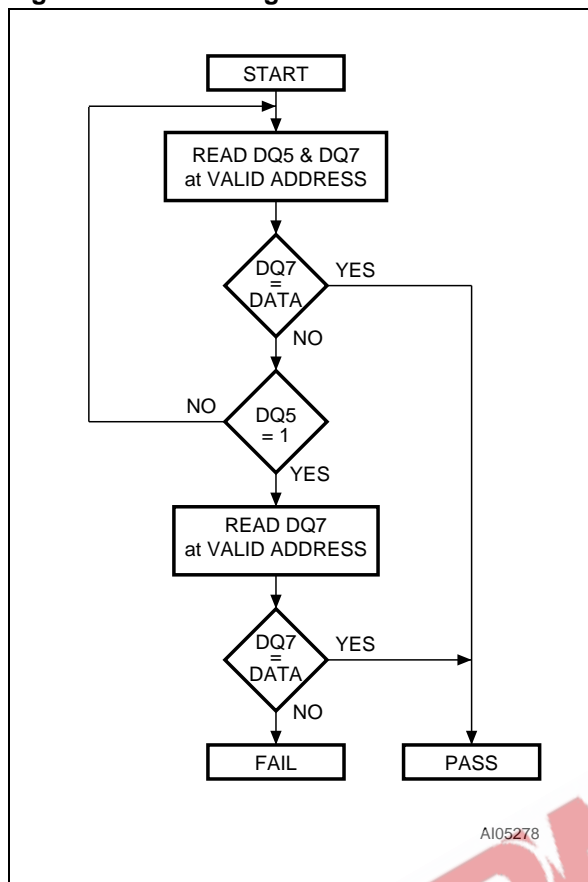 START
READ DQ5 & DQ7
at VALID ADDRESS
DQ7
=
DATA
YES
NO
NO
DQ5
= 1
YES
READ DQ7
at VALID ADDRESS
DQ7
=
DATA
YES
NO
FAIL
PASS
AI05278